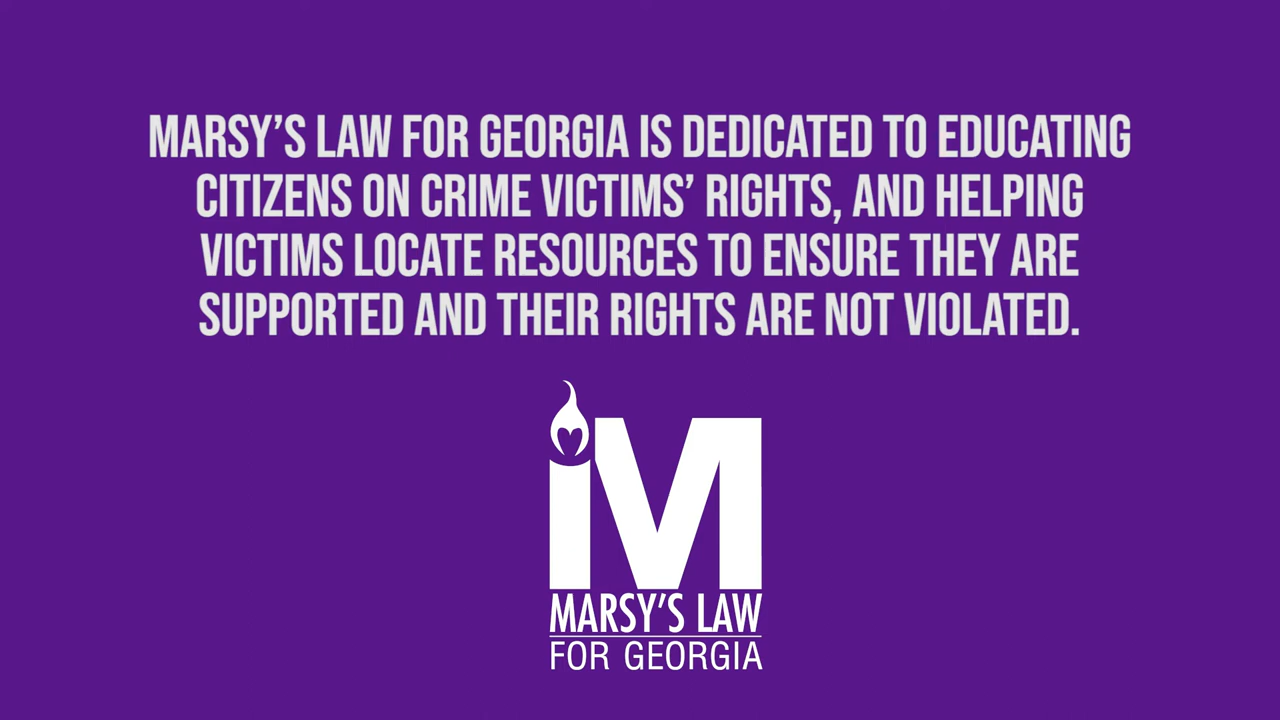 MARSY'S LAW FOR GEORGIA IS DEDICATED TO EDUCATING
CITIZENS ON CRIME VICTIMS' RIGHTS, AND HELPING
VICTIMS LOCATE RESOURCES TO ENSURE THEY ARE
SUPPORTED AND THEIR RIGHTS ARE NOT VIOLATED.
M
MARSY'S LAW
FOR GEORGIA